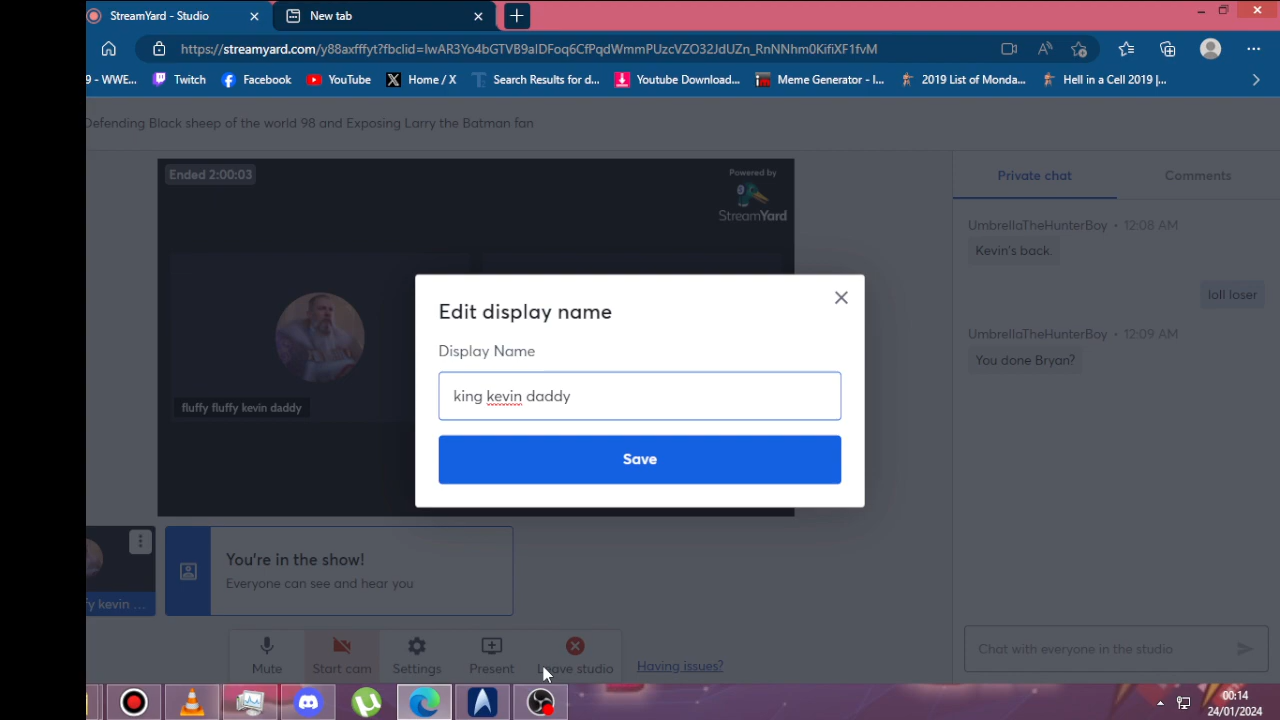 StreamYard - Studio
New tab
https://streamyard.com/y88axfffyt?fbclid=IwAR3Yo4bGTVB9aIDFoq6CfPqdWmmPUzcVZO32JdUZn_RnNNhm0KifiXF1fvM
9 - WWE...
Twitch
Facebook
YouTube
Home / X
Search Results for d...
Youtube Download...
Meme Generator - I...
2019 List of Monda...
Hell in a Cell 2019 |...
Defending Black sheep of the world 98 and Exposing Larry the Batman fan
Ended 2:00:03
Powered by
StreamYard
fluffy fluffy kevin daddy
Edit display name
Display Name
king kevin daddy
Save
Private chat
Comments
UmbrellaTheHunterBoy • 12:08 AM
Kevin's back.
loll loser
UmbrellaTheHunterBoy • 12:09 AM
You done Bryan?
fy kevin ...
You're in the show!
Everyone can see and hear you
Mute
Start cam
Settings
Present
Leave studio
Having issues?
Chat with everyone in the studio
00:14
24/01/2024